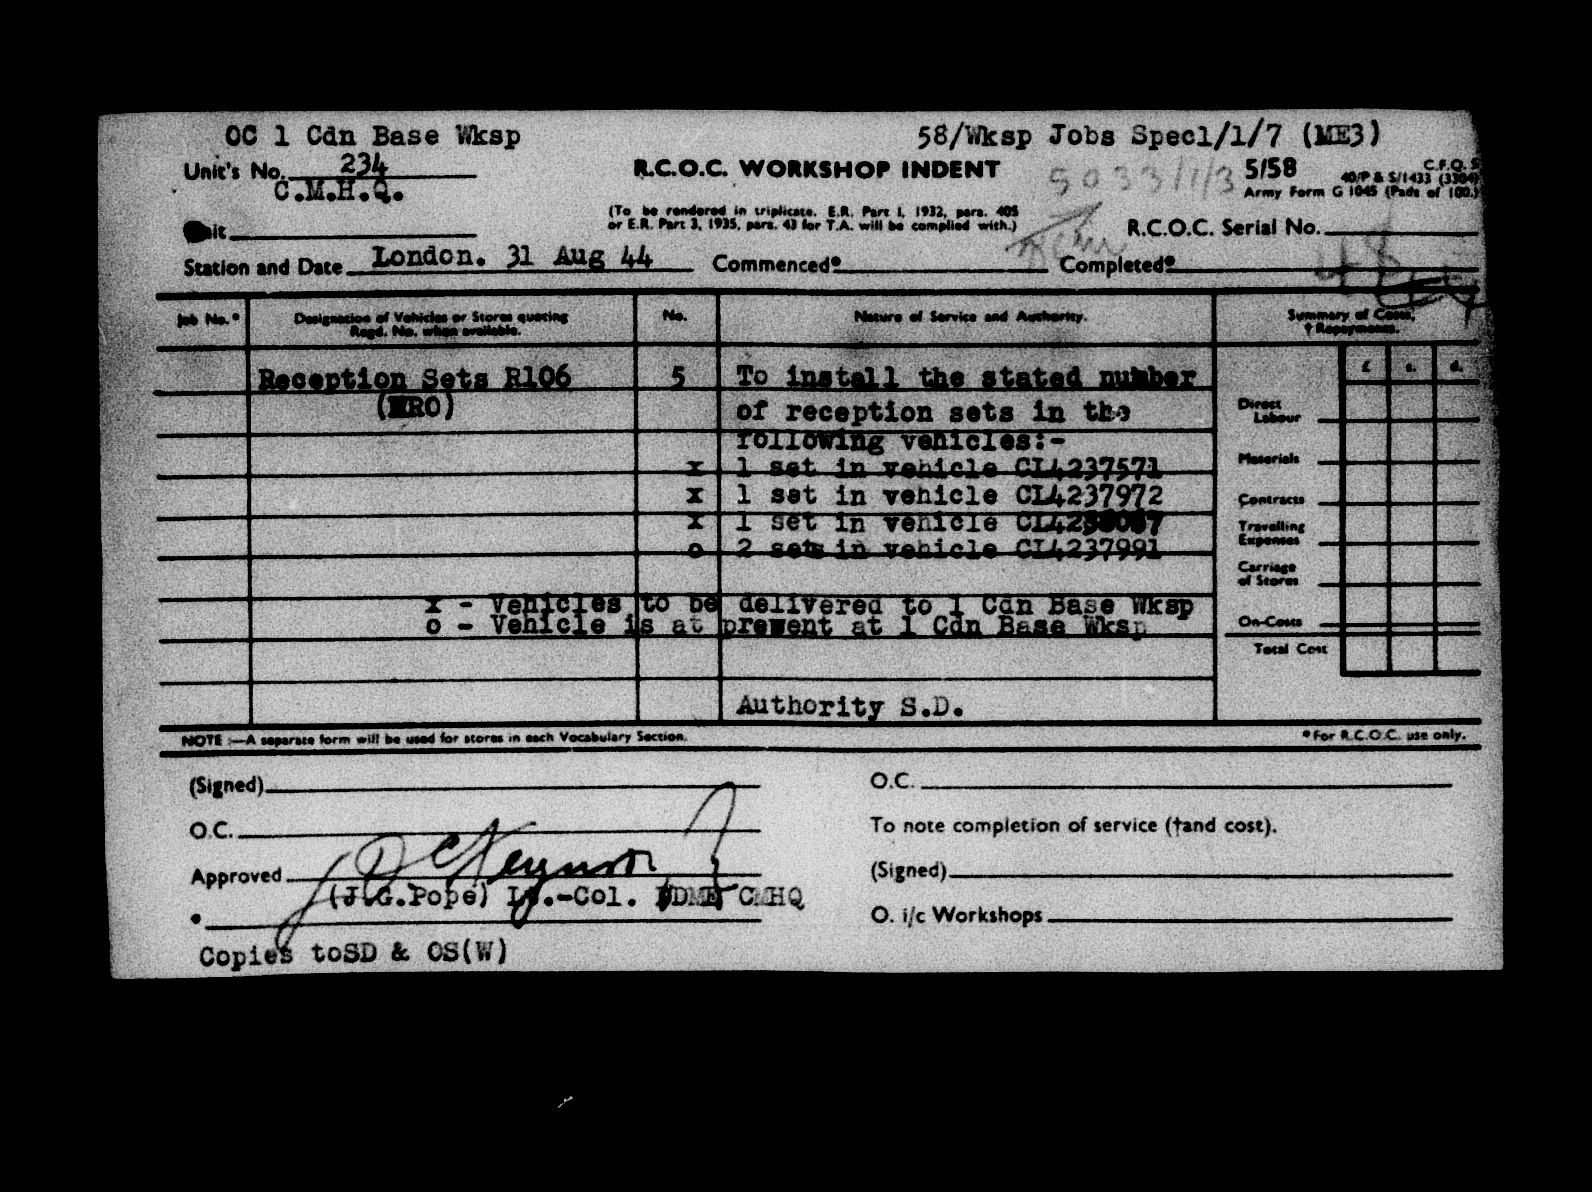 OC 1 Cdn Base Wksp
58/Wksp Jobs Specl/1/7 (ME3)
Unit's No. 234
C.M.H.Q.
R.C.O.C. WORKSHOP INDENT
5033/1/3
5/58
C.F.O. S
40/P & S/1433 (3304)
Army Form G 1045 (Pads of 100.)
(To be rendered in triplicate. E.R. Part 1, 1932, para. 405
or E.R. Part 3, 1935, para. 43 for T.A. will be complied with.)
Unit
R.C.O.C. Serial No.
Station and Date London. 31 Aug 44
Commenced*
Completed*
Job No.*
Designation of Vehicles or Stores quoting
Regd. No. when available.
No.
Nature of Service and Authority.
Summary of Costs.
† Repayments.
£ s. d.
Reception Sets R106 5 To install the stated number
(HRO) of reception sets in the
following vehicles:-
x 1 set in vehicle CL4237571
x 1 set in vehicle CL4237972
x 1 set in vehicle
o 2 sets in vehicle CL4237991
x - Vehicles to be delivered to 1 Cdn Base Wksp
o - Vehicle is at present at 1 Cdn Base Wksp
Authority S.D.
Direct
Labour
Materials
Contracts
Travelling
Expenses
Carriage
of Stores
On-Costs
Total Cost
NOTE :—A separate form will be used for stores in each Vocabulary Section.
*For R.C.O.C. use only.
(Signed)
O.C.
Approved
(J.G.Pope) Lt.-Col. DDME CMHQ
*
Copies toSD & OS(W)
O.C.
To note completion of service (†and cost).
(Signed)
O. i/c Workshops